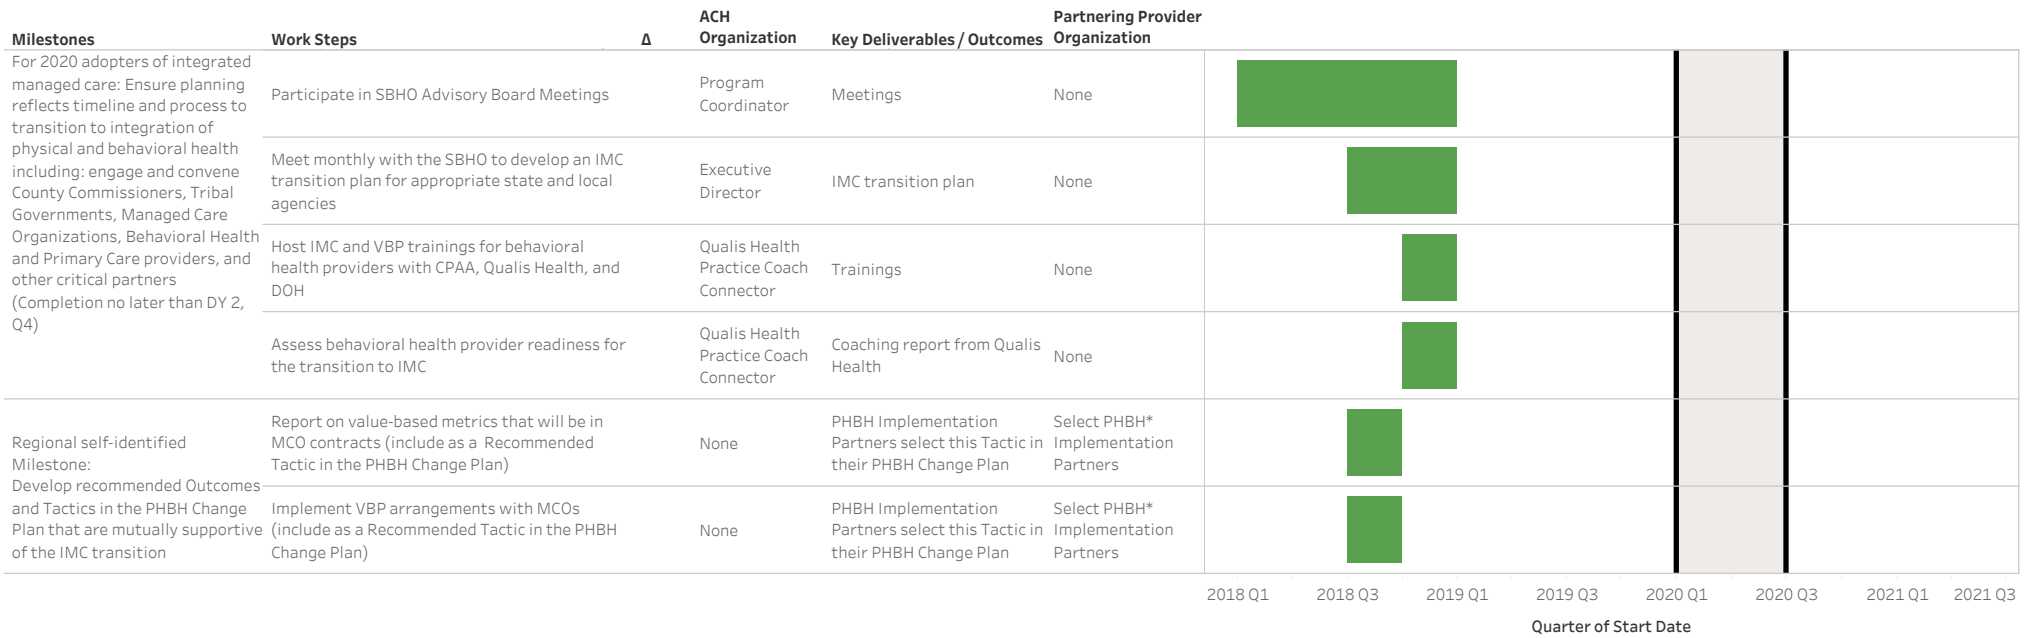 Milestones
Work Steps
Δ
ACH
Organization
Key Deliverables / Outcomes
Partnering Provider
Organization
For 2020 adopters of integrated
managed care: Ensure planning
reflects timeline and process to
transition to integration of
physical and behavioral health
including: engage and convene
County Commissioners, Tribal
Governments, Managed Care
Organizations, Behavioral Health
and Primary Care providers, and
other critical partners
(Completion no later than DY 2,
Q4)
Participate in SBHO Advisory Board Meetings
Program
Coordinator
Meetings
None
Meet monthly with the SBHO to develop an IMC
transition plan for appropriate state and local
agencies
Executive
Director
IMC transition plan
None
Host IMC and VBP trainings for behavioral
health providers with CPAA, Qualis Health, and
DOH
Qualis Health
Practice Coach
Connector
Trainings
None
Assess behavioral health provider readiness for
the transition to IMC
Qualis Health
Practice Coach
Connector
Coaching report from Qualis
Health
None
Regional self-identified
Milestone:
Develop recommended Outcomes
and Tactics in the PHBH Change
Plan that are mutually supportive
of the IMC transition
Report on value-based metrics that will be in
MCO contracts (include as a Recommended
Tactic in the PHBH Change Plan)
None
PHBH Implementation
Partners select this Tactic in
their PHBH Change Plan
Select PHBH*
Implementation
Partners
Implement VBP arrangements with MCOs
(include as a Recommended Tactic in the PHBH
Change Plan)
None
PHBH Implementation
Partners select this Tactic in
their PHBH Change Plan
Select PHBH*
Implementation
Partners
2018 Q1
2018 Q3
2019 Q1
2019 Q3
2020 Q1
2020 Q3
2021 Q1
2021 Q3
Quarter of Start Date